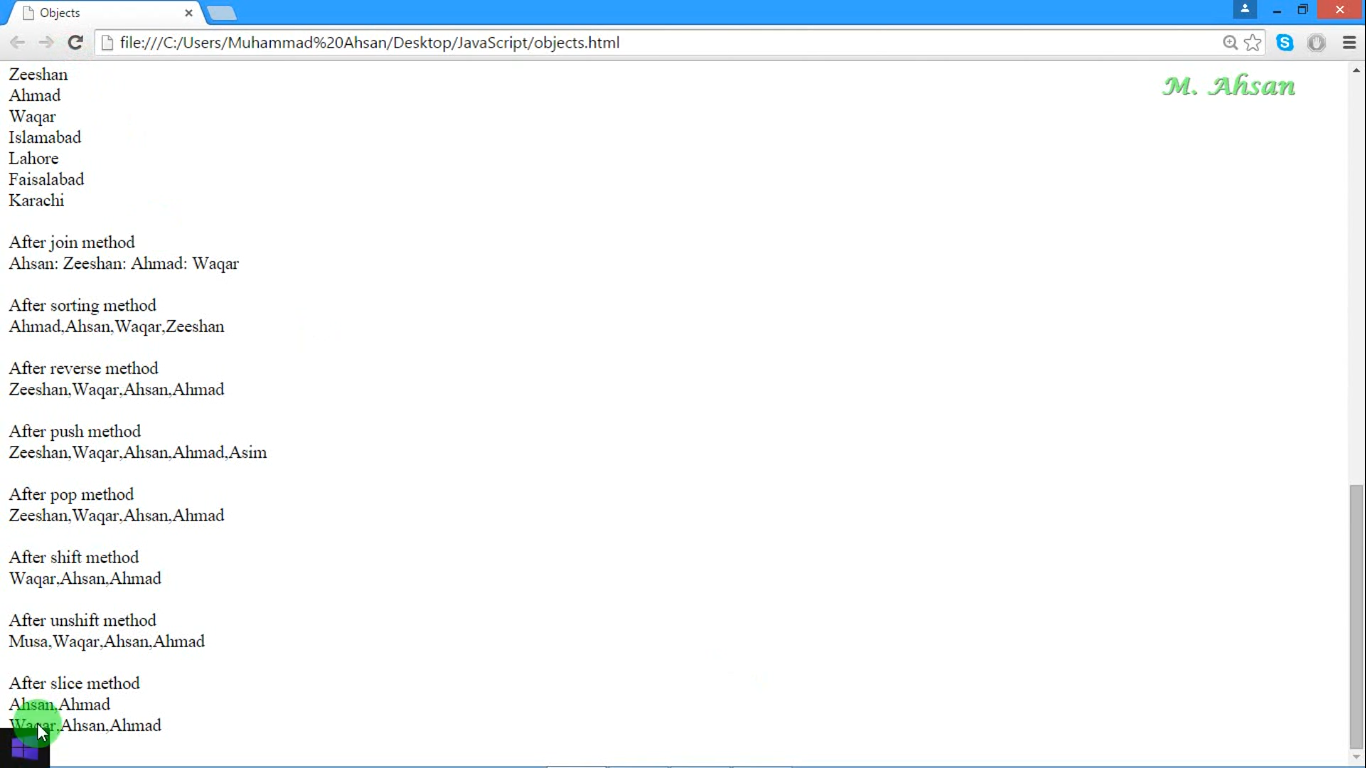 Objects
file:///C:/Users/Muhammad%20Ahsan/Desktop/JavaScript/objects.html
M. Ahsan
Zeeshan
Ahmad
Waqar
Islamabad
Lahore
Faisalabad
Karachi
After join method
Ahsan: Zeeshan: Ahmad: Waqar
After sorting method
Ahmad,Ahsan,Waqar,Zeeshan
After reverse method
Zeeshan,Waqar,Ahsan,Ahmad
After push method
Zeeshan,Waqar,Ahsan,Ahmad,Asim
After pop method
Zeeshan,Waqar,Ahsan,Ahmad
After shift method
Waqar,Ahsan,Ahmad
After unshift method
Musa,Waqar,Ahsan,Ahmad
After slice method
Ahsan,Ahmad
Waqar,Ahsan,Ahmad